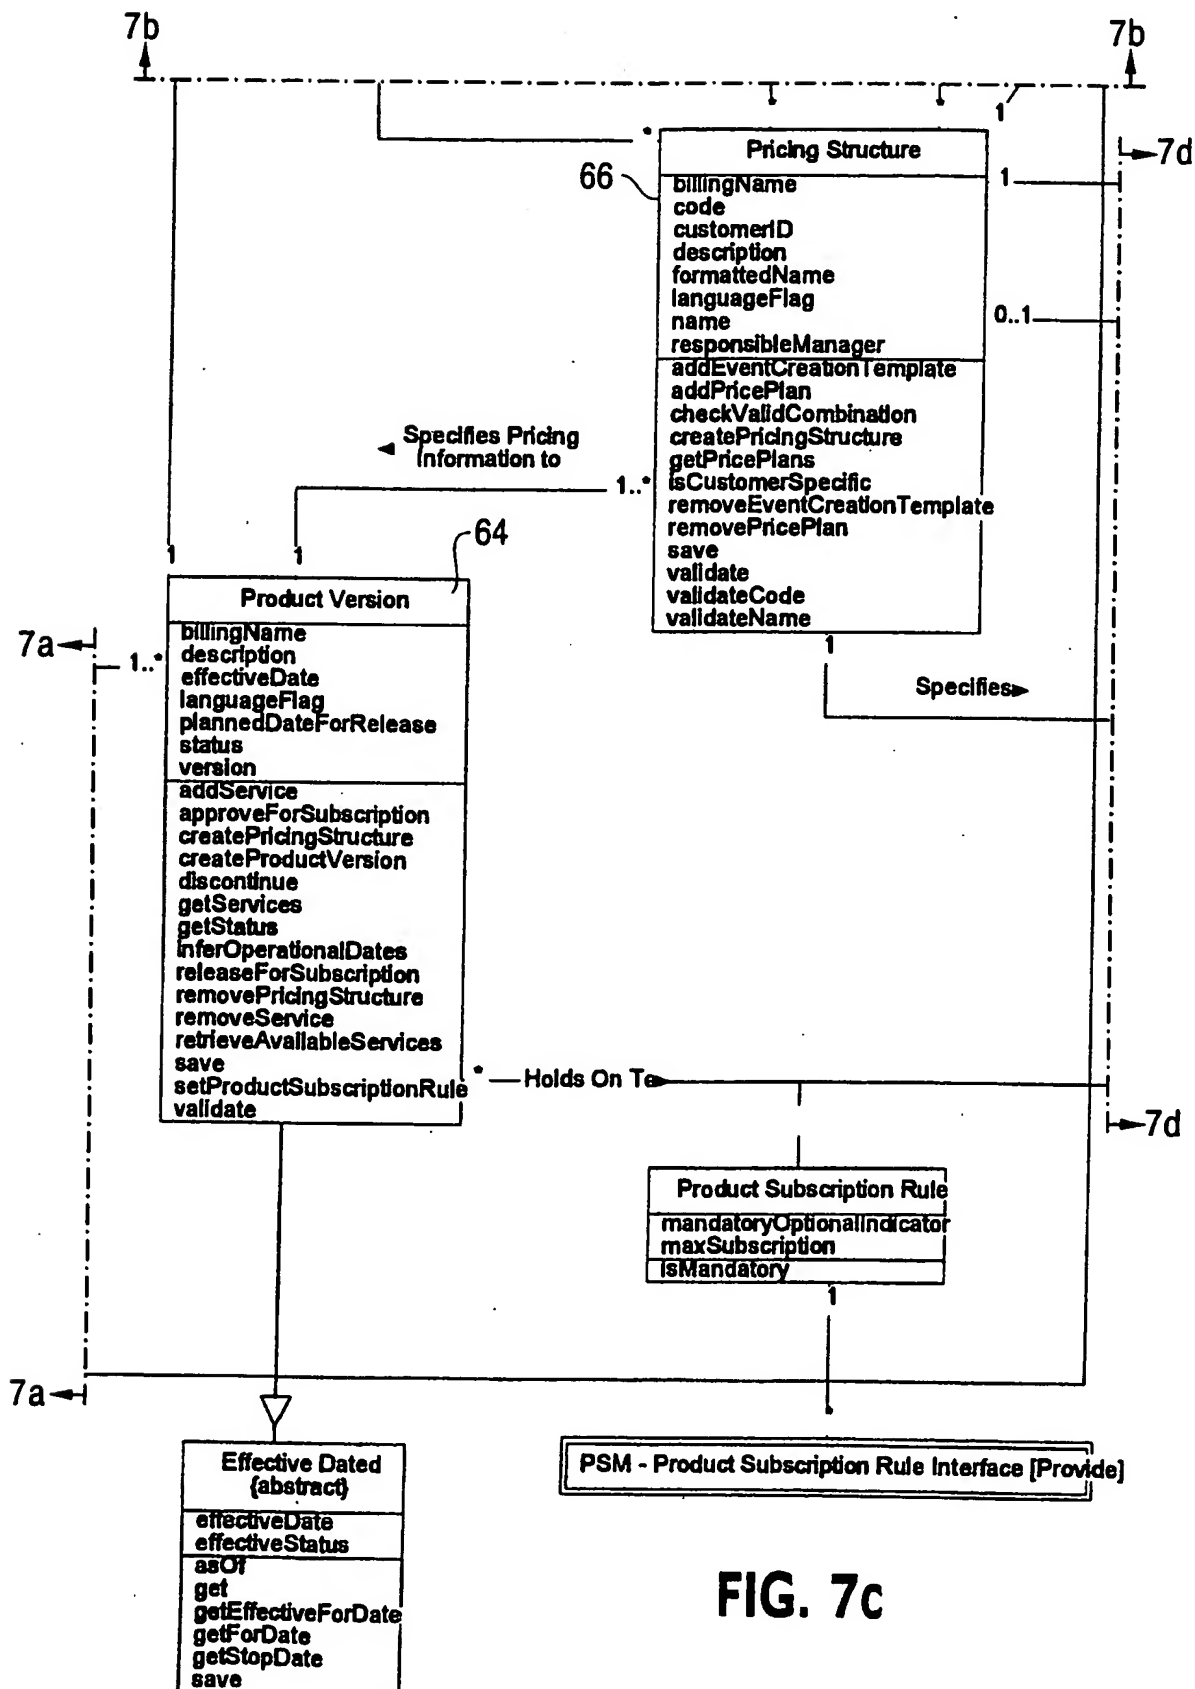 7b
7b
1
*
*
*
Pricing Structure
7d
66
1
billingName
code
customerID
description
formattedName
languageFlag
0..1
name
responsibleManager
addEventCreationTemplate
addPricePlan
checkValidCombination
createPricingStructure
getPricePlans
isCustomerSpecific
removeEventCreationTemplate
removePricePlan
save
validate
validateCode
validateName
Specifies Pricing
Information to
1..*
1
1
1
64
Specifies
Product Version
7a
1..*
billingName
description
effectiveDate
languageFlag
plannedDateForRelease
status
version
addService
approveForSubscription
createPricingStructure
createProductVersion
discontinue
getServices
getStatus
inferOperationalDates
releaseForSubscription
removePricingStructure
removeService
retrieveAvailableServices
save
setProductSubscriptionRule
validate
*
Holds On To
7d
Product Subscription Rule
mandatoryOptionalIndicator
maxSubscription
isMandatory
1
7a
*
Effective Dated
{abstract}
effectiveDate
effectiveStatus
asOf
get
getEffectiveForDate
getForDate
getStopDate
save
PSM - Product Subscription Rule Interface [Provide]
FIG. 7c